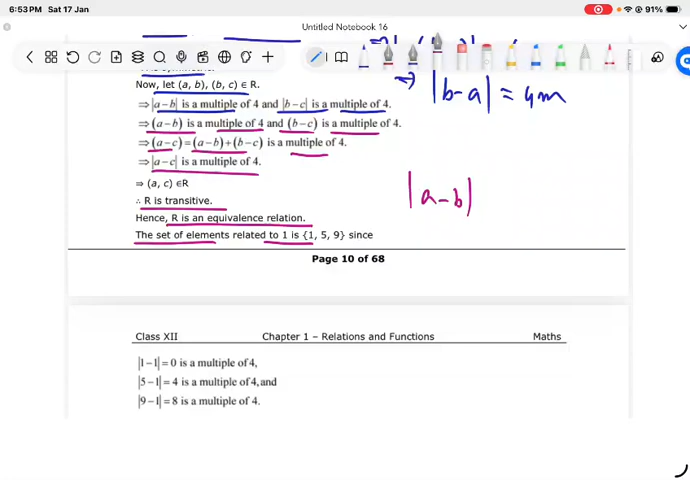 6:53 PM Sat 17 Jan
91%
Untitled Notebook 16
Now, let (a, b), (b, c) ∈ R.
⇒ |a−b| is a multiple of 4 and |b−c| is a multiple of 4.
⇒ (a−b) is a multiple of 4 and (b−c) is a multiple of 4.
⇒ (a−c) = (a−b)+(b−c) is a multiple of 4.
⇒ |a−c| is a multiple of 4.
⇒ (a, c) ∈R
∴ R is transitive.
Hence, R is an equivalence relation.
The set of elements related to 1 is {1, 5, 9} since
⇒ |b−a| = 4m
|a−b|
Page 10 of 68
Class XII Chapter 1 – Relations and Functions Maths
|1−1| = 0 is a multiple of 4,
|5−1| = 4 is a multiple of 4, and
|9−1| = 8 is a multiple of 4.